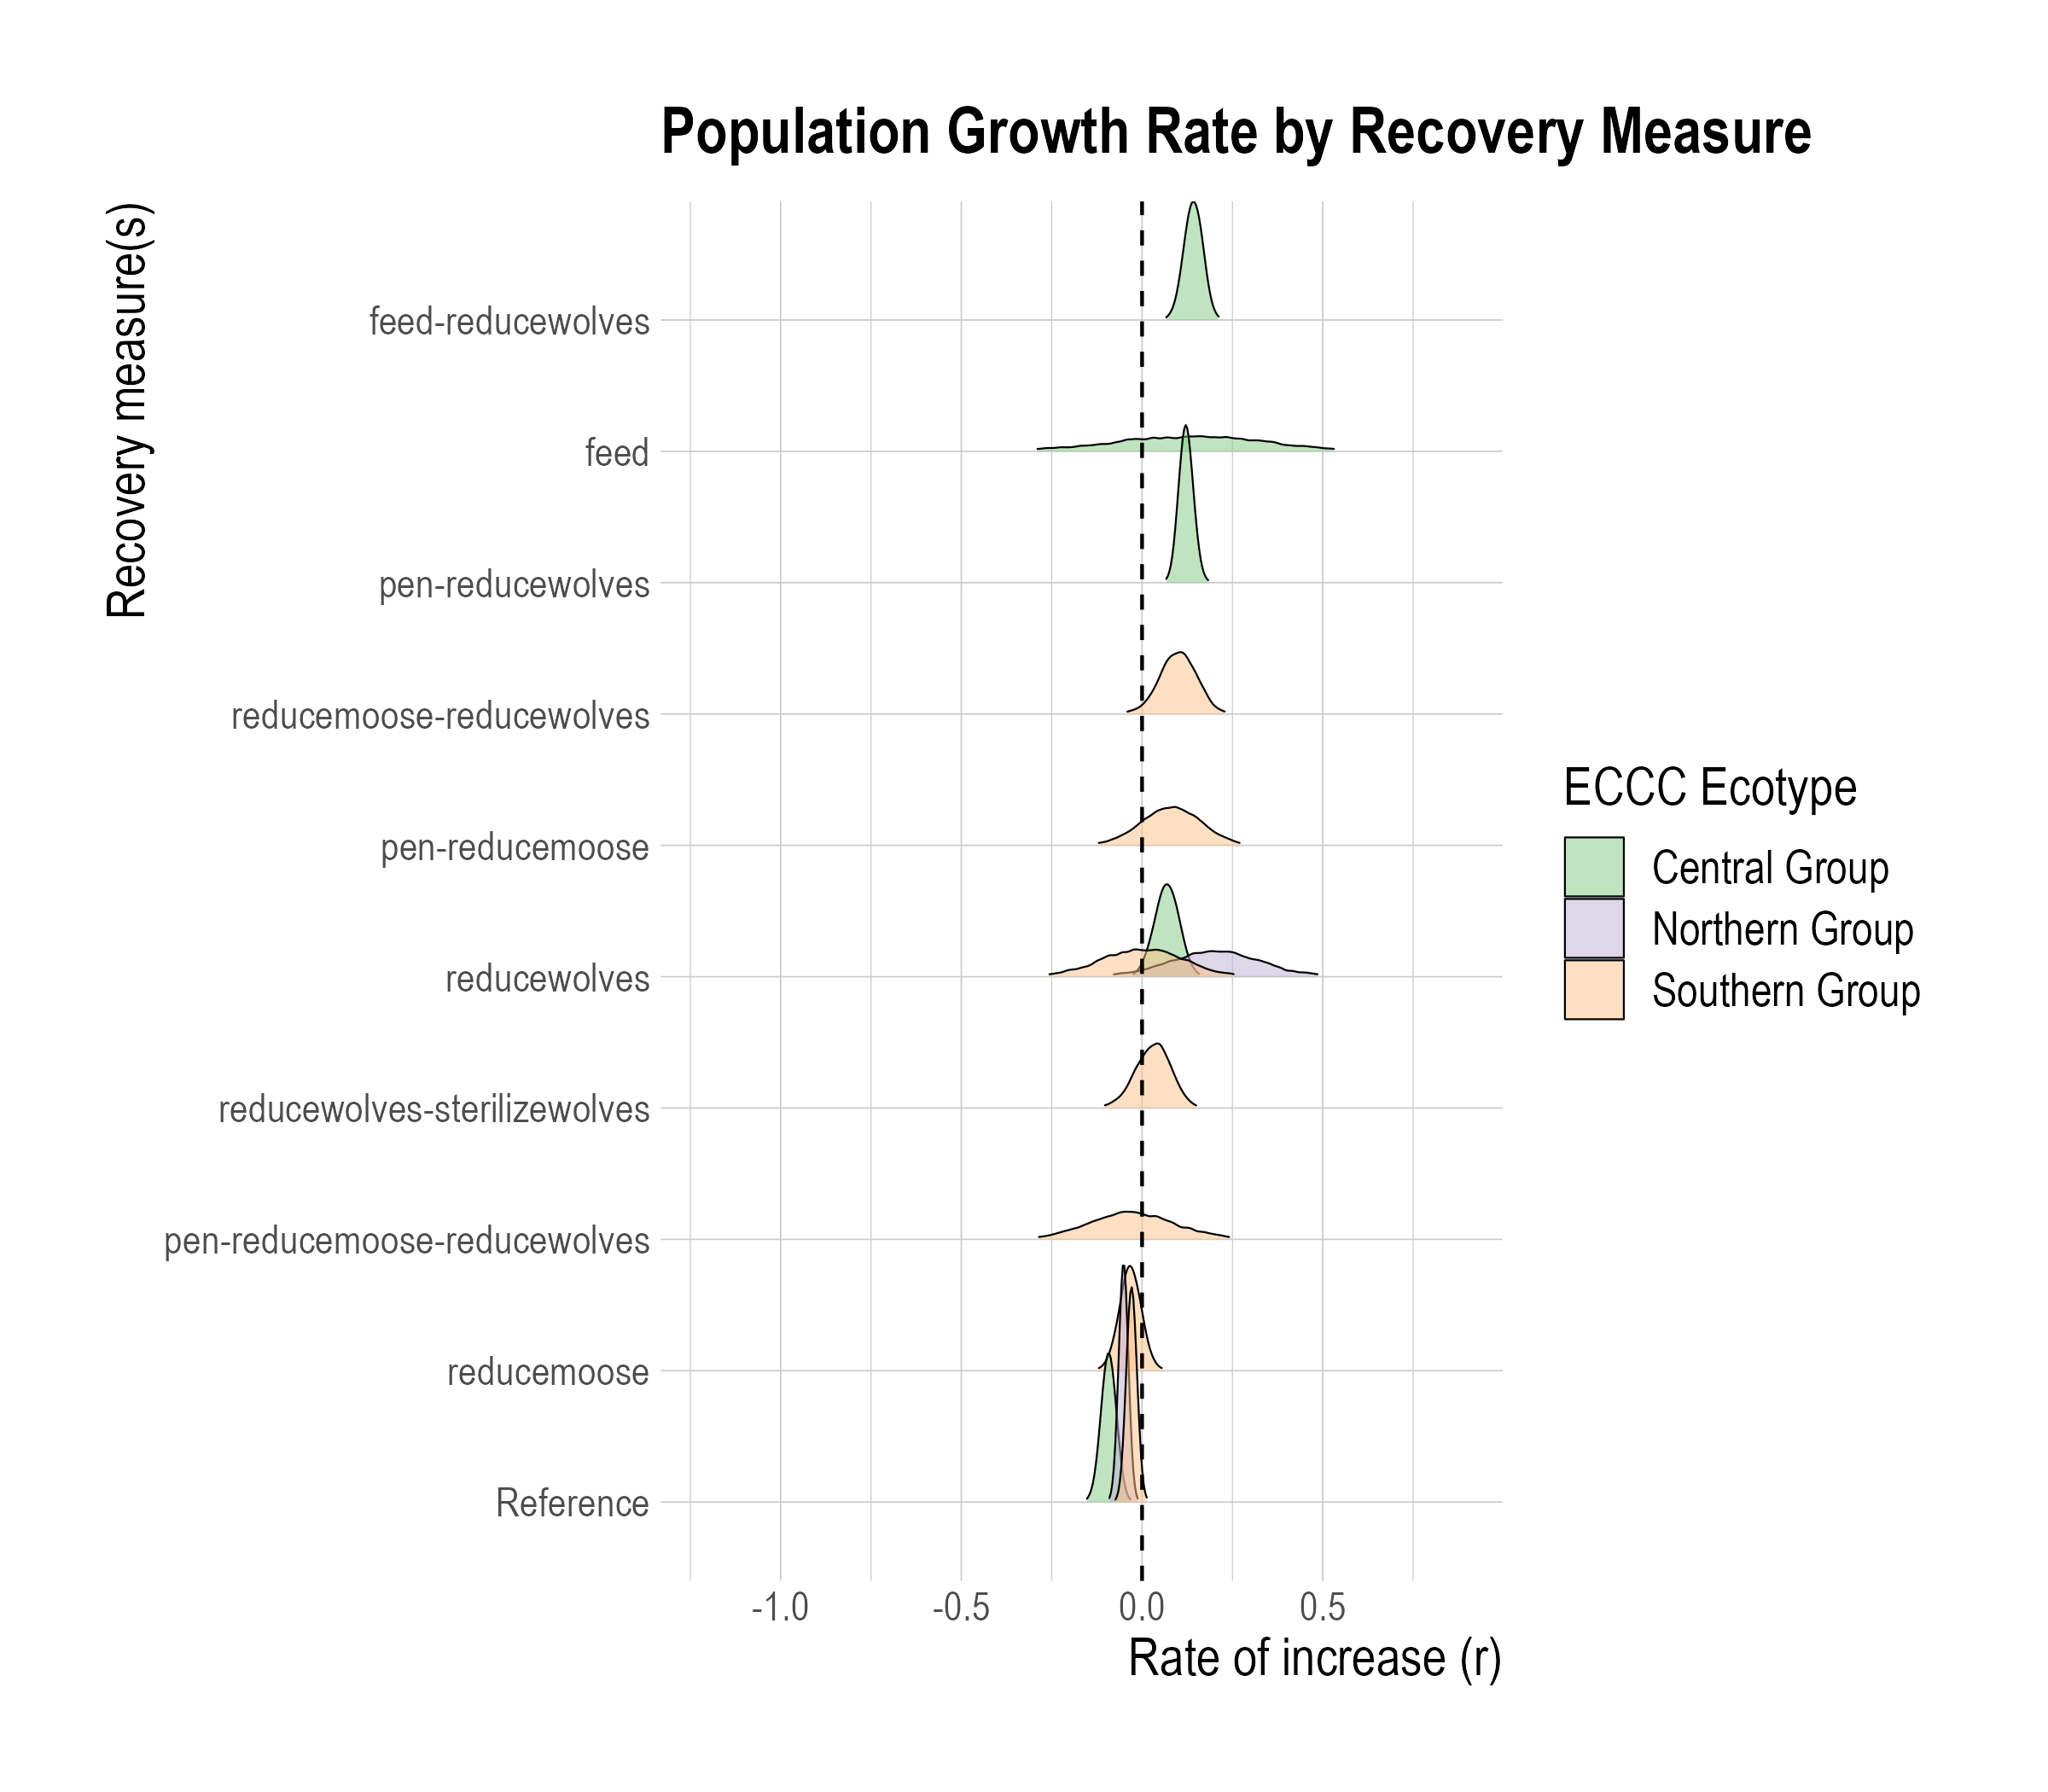 Population Growth Rate by Recovery Measure
Recovery measure(s)
feed-reducewolves
feed
pen-reducewolves
reducemoose-reducewolves
pen-reducemoose
reducewolves
reducewolves-sterilizewolves
pen-reducemoose-reducewolves
reducemoose
Reference
-1.0 -0.5 0.0 0.5
Rate of increase (r)
ECCC Ecotype
Central Group
Northern Group
Southern Group